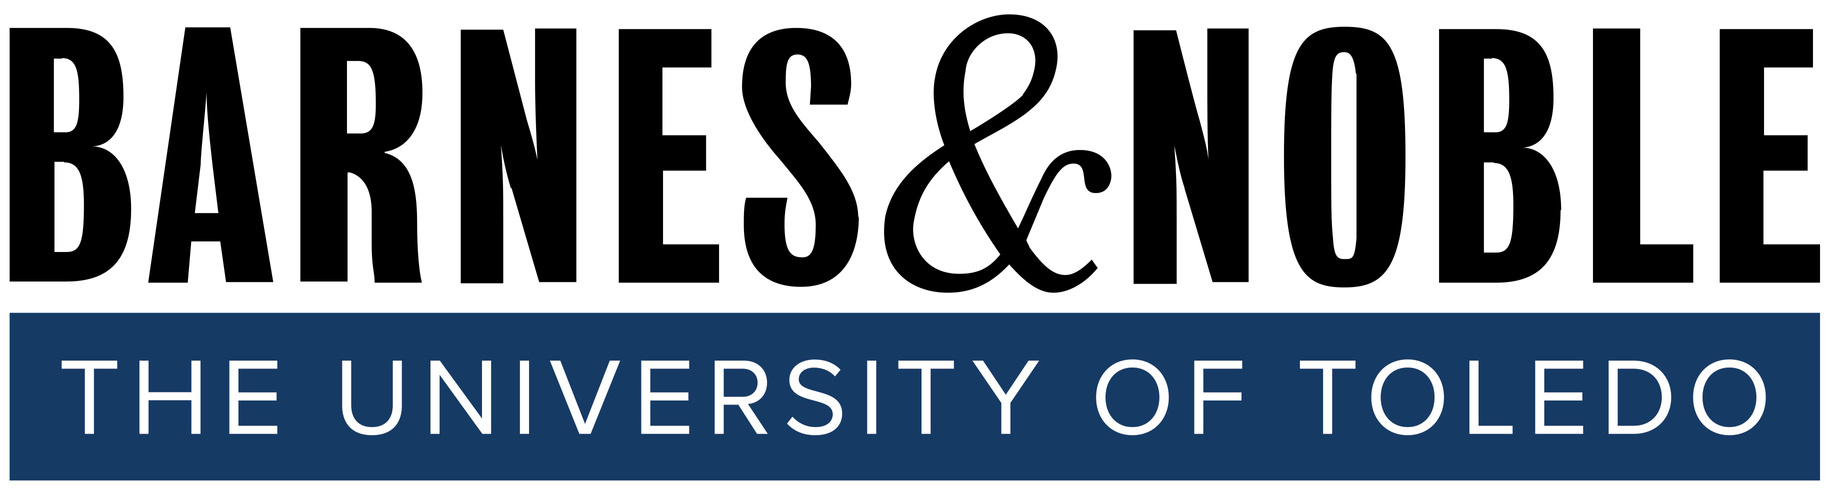 BARNES&NOBLE
THE UNIVERSITY OF TOLEDO